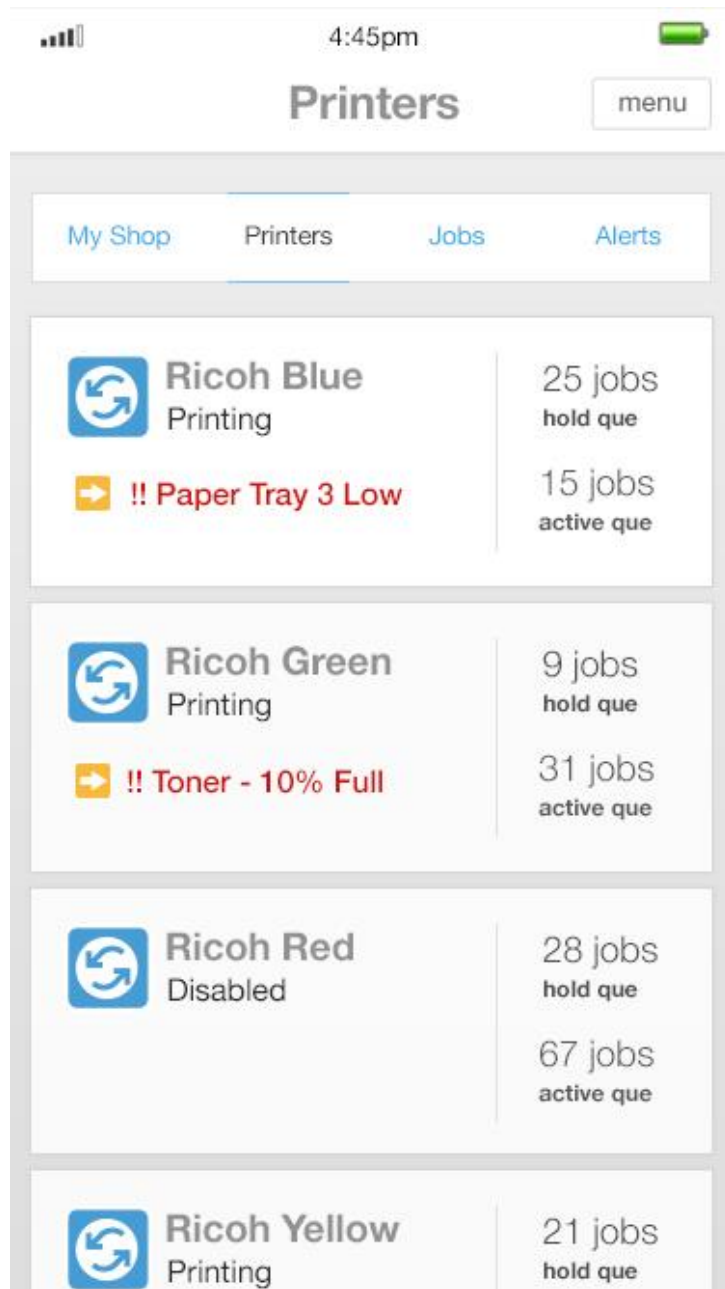 4:45pm
Printers
menu
My Shop Printers Jobs Alerts
Ricoh Blue
Printing
!! Paper Tray 3 Low
25 jobs
hold que
15 jobs
active que
Ricoh Green
Printing
!! Toner - 10% Full
9 jobs
hold que
31 jobs
active que
Ricoh Red
Disabled
28 jobs
hold que
67 jobs
active que
Ricoh Yellow
Printing
21 jobs
hold que